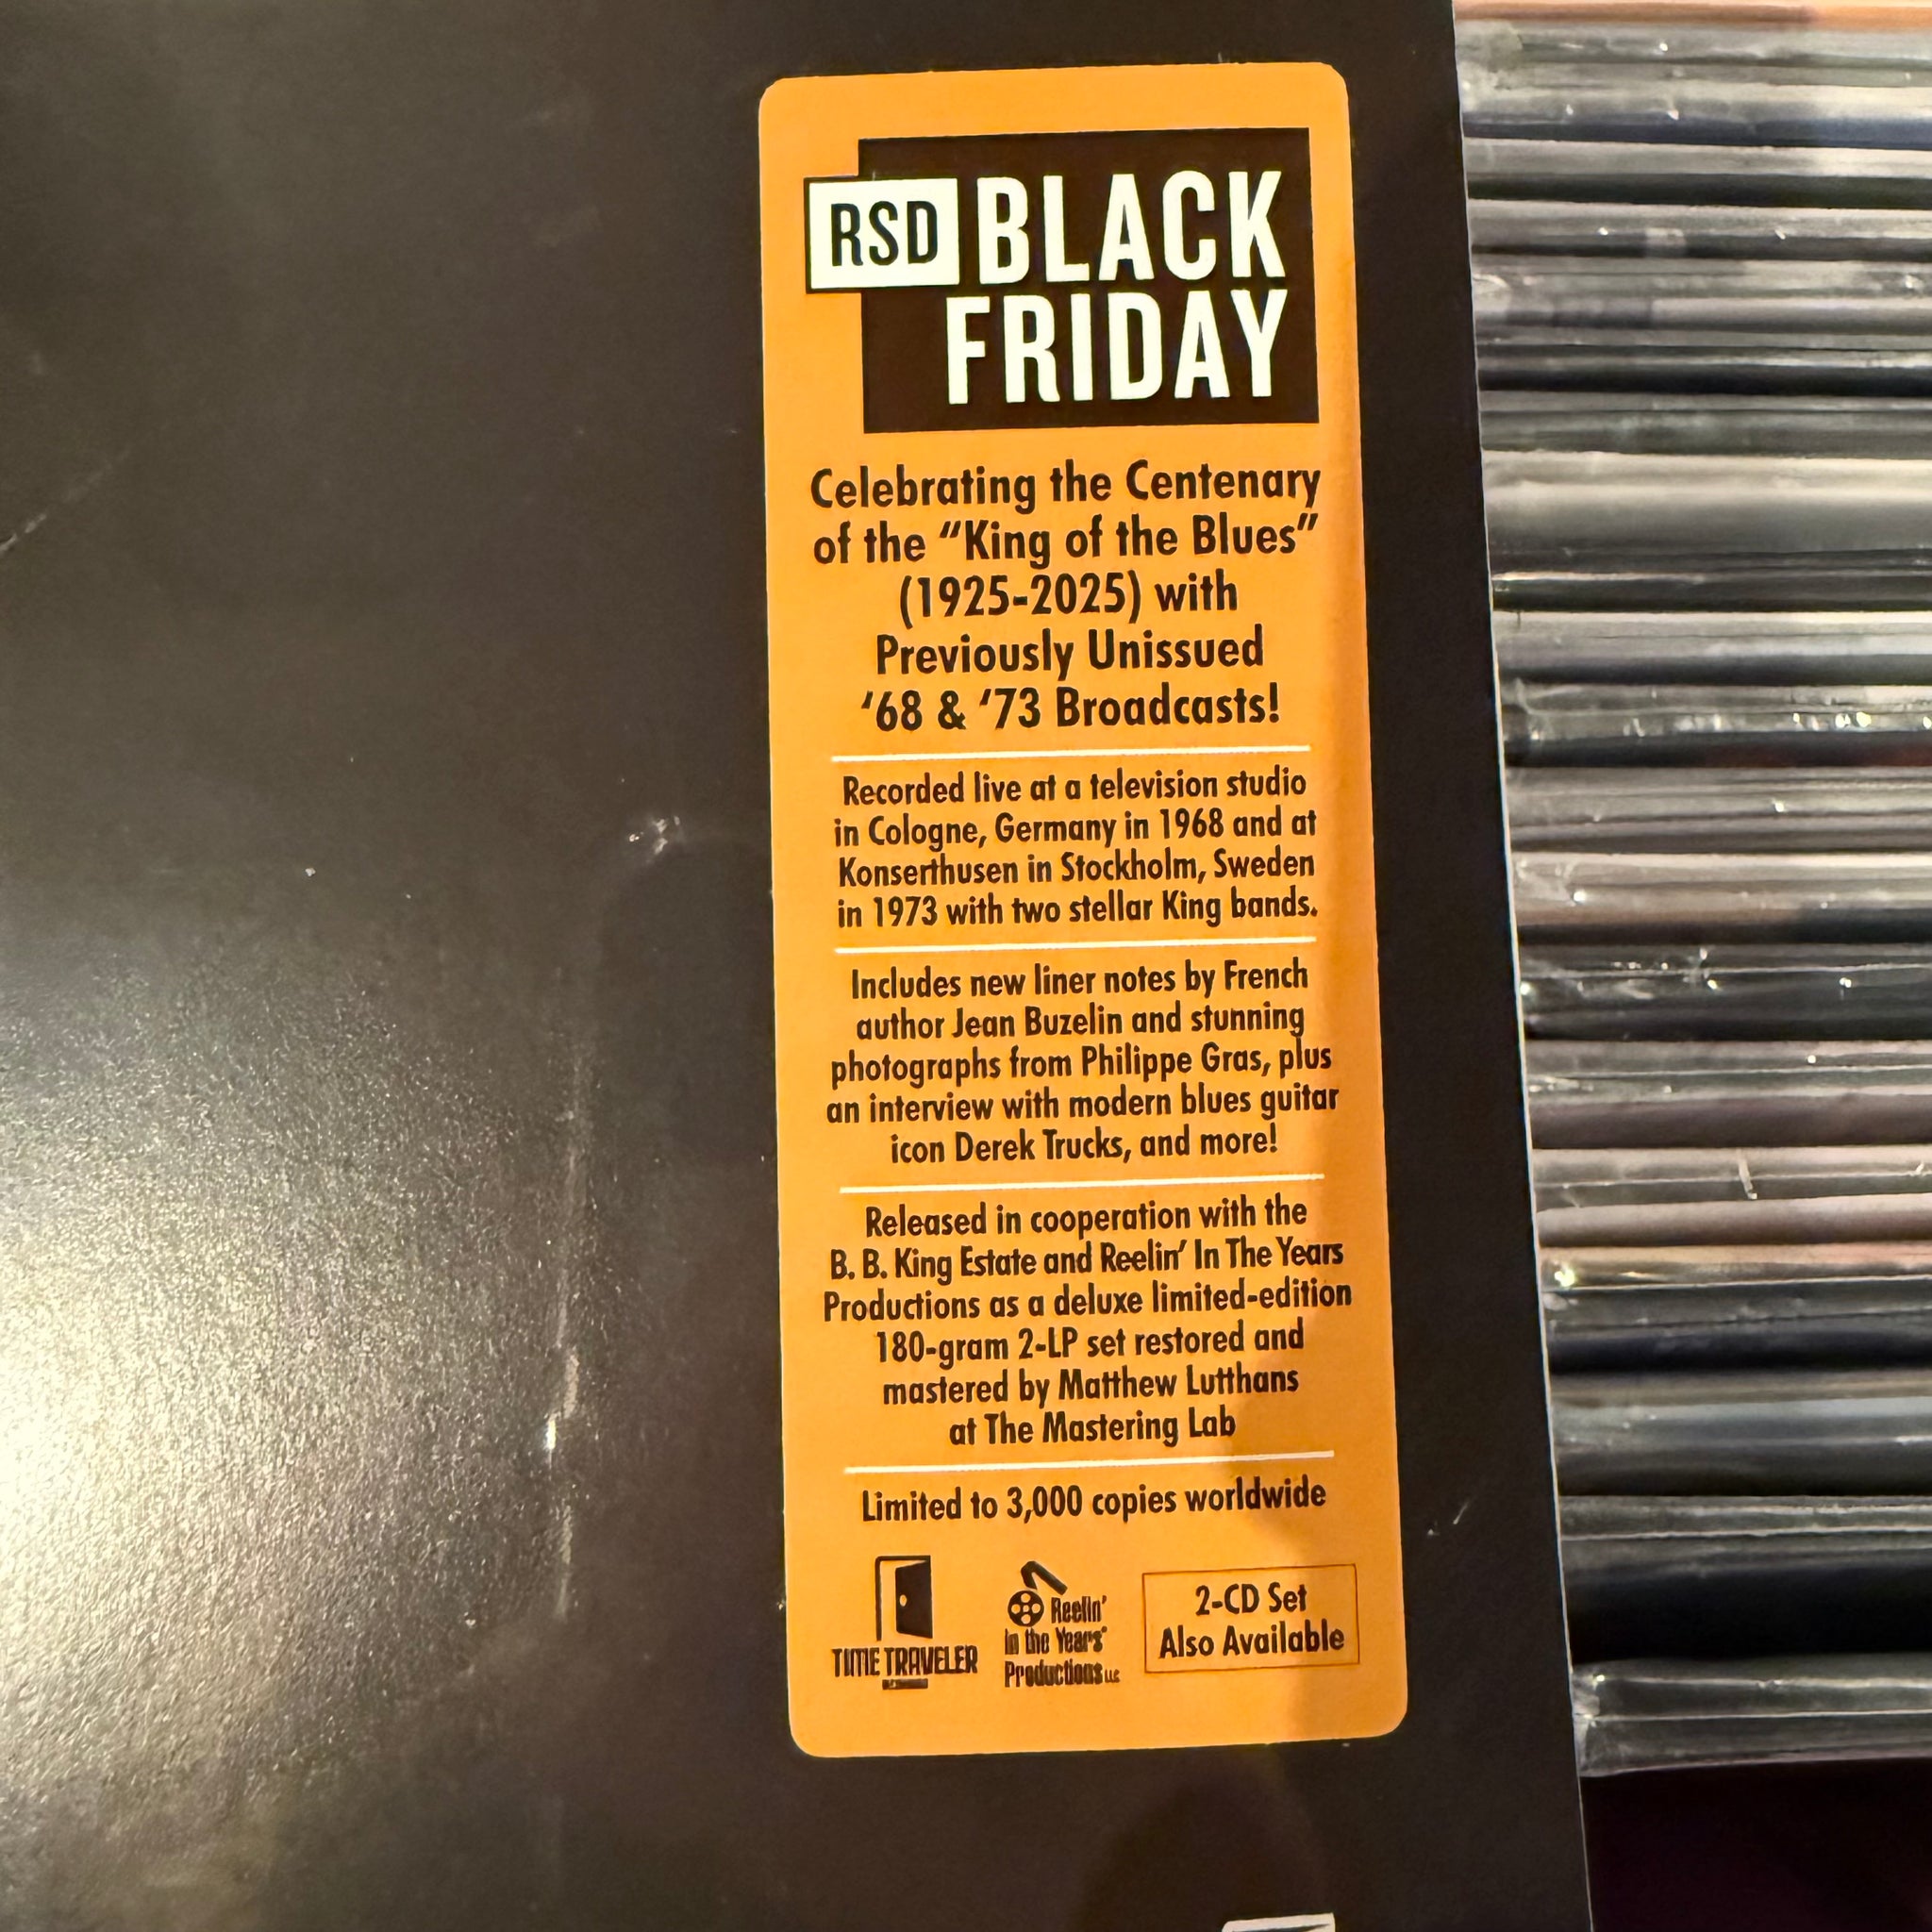 RSD BLACK
FRIDAY
Celebrating the Centenary
of the “King of the Blues”
(1925-2025) with
Previously Unissued
‘68 & ‘73 Broadcasts!
Recorded live at a television studio
in Cologne, Germany in 1968 and at
Konserthusen in Stockholm, Sweden
in 1973 with two stellar King bands.
Includes new liner notes by French
author Jean Buzelin and stunning
photographs from Philippe Gras, plus
an interview with modern blues guitar
icon Derek Trucks, and more!
Released in cooperation with the
B. B. King Estate and Reelin’ In The Years
Productions as a deluxe limited-edition
180-gram 2-LP set restored and
mastered by Matthew Lutthans
at The Mastering Lab
Limited to 3,000 copies worldwide
TIME TRAVELER
Reelin’
In the Years
Productions LLC
2-CD Set
Also Available